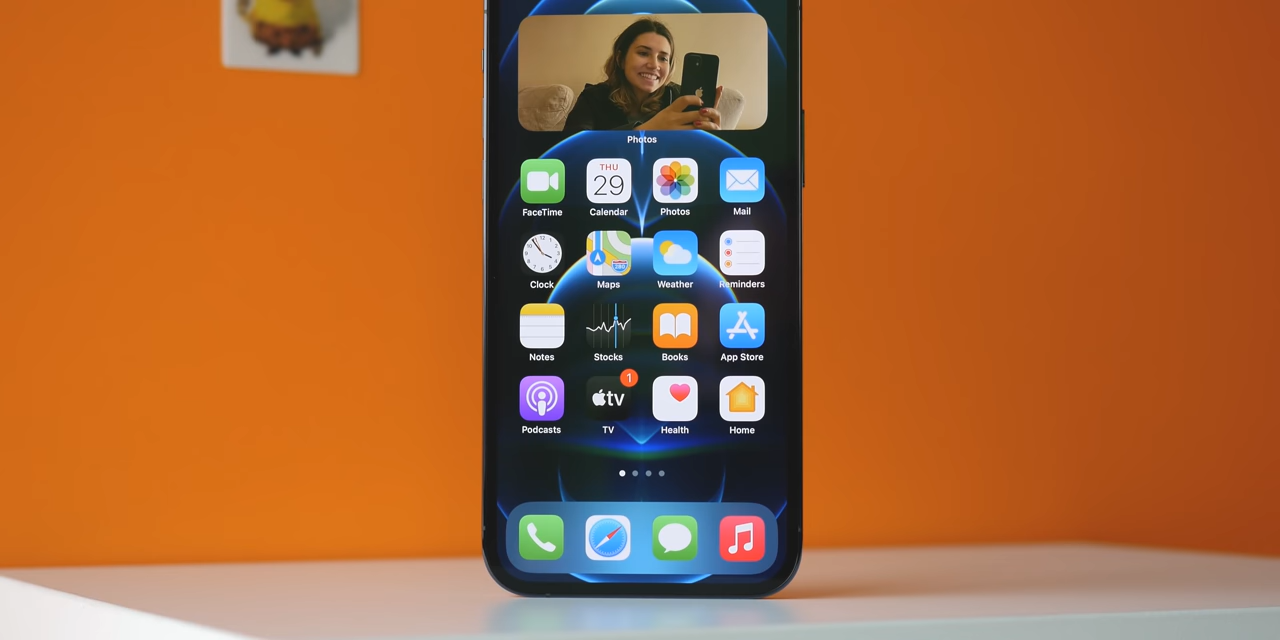 Photos
THU
29
FaceTime
Calendar
Photos
Mail
Clock
Maps
Weather
Reminders
Notes
Stocks
Books
App Store
1
tv
Podcasts
TV
Health
Home